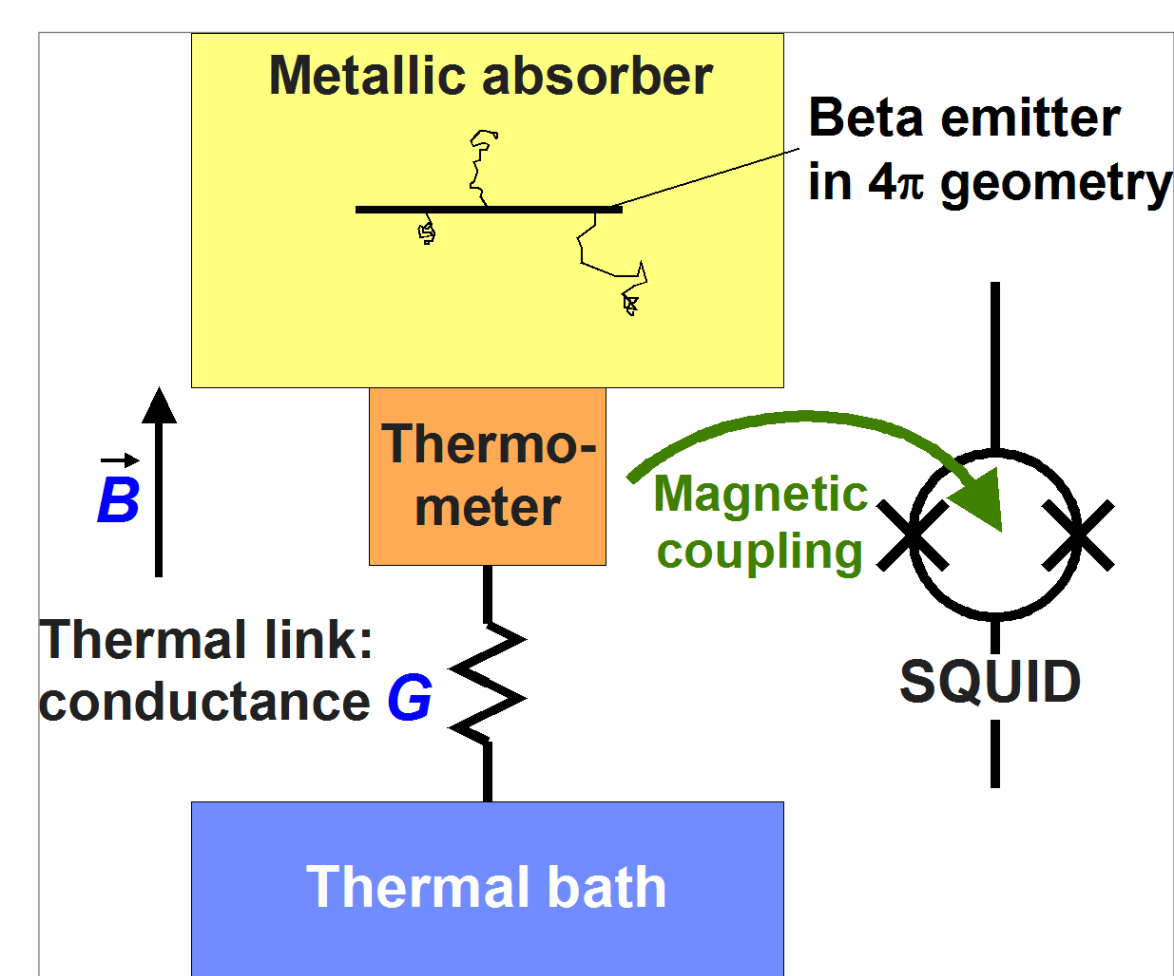 Metallic absorber
Beta emitter
in 4π geometry
Thermo-
meter
B
Magnetic
coupling
Thermal link:
conductance G
SQUID
Thermal bath